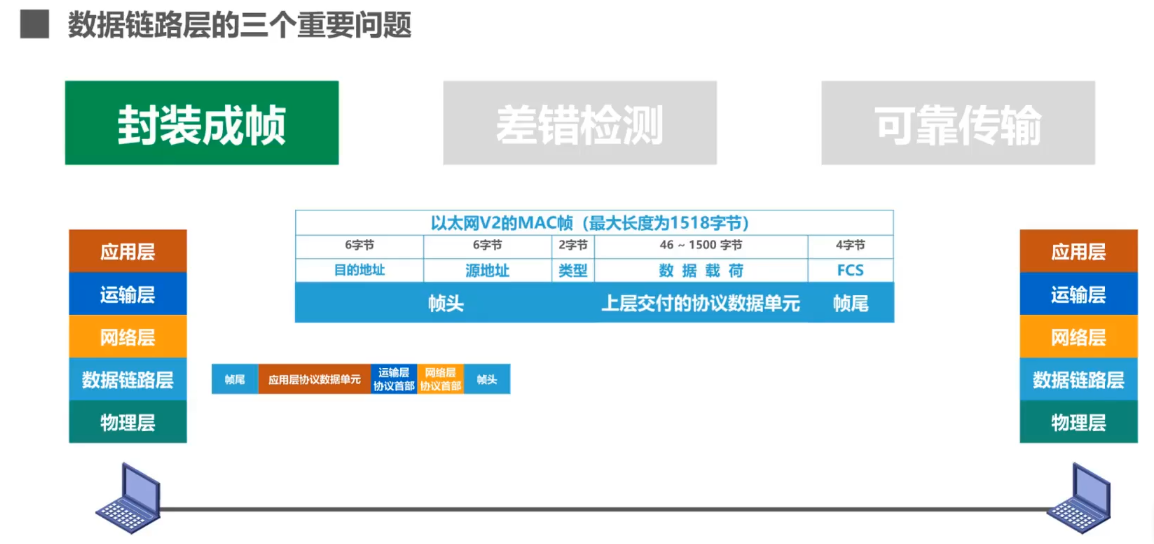 数据链路层的三个重要问题
封装成帧
差错检测
可靠传输
以太网V2的MAC帧（最大长度为1518字节）
6字节 6字节 2字节 46 ~ 1500 字节 4字节
目的地址 源地址 类型 数 据 载 荷 FCS
帧头 上层交付的协议数据单元 帧尾
应用层
运输层
网络层
数据链路层
物理层
帧尾 应用层协议数据单元 运输层
协议首部 网络层
协议首部 帧头
应用层
运输层
网络层
数据链路层
物理层